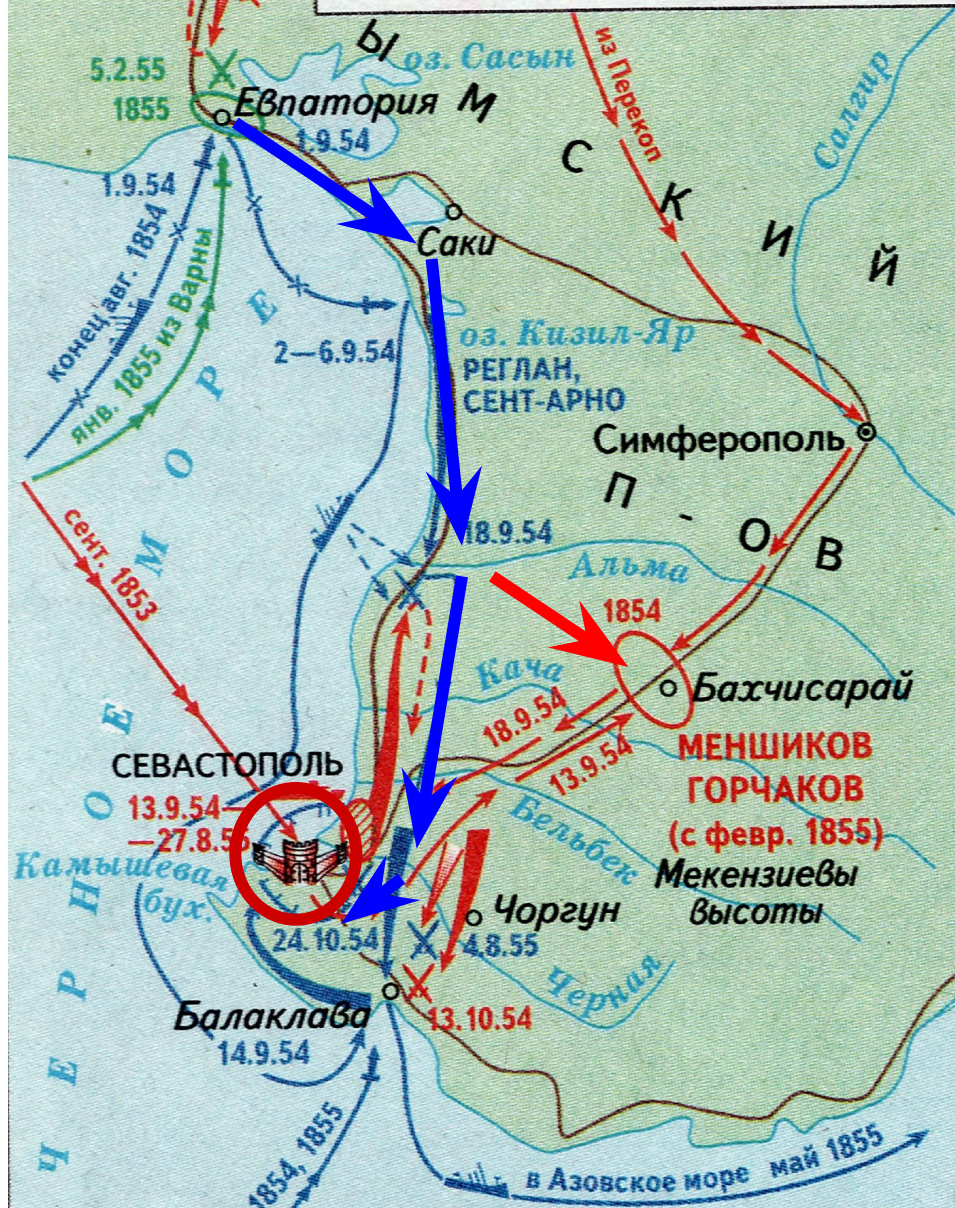 Ы
оз. Сасын
5.2.55
1855
Евпатория
М
1.9.54
из Перекоп
Салгир
С
К
И
Й
1.9.54
Саки
конец авг. 1854
янв. 1855 из Варны
2—6.9.54
оз. Кизил-Яр
РЕГЛАН,
СЕНТ-АРНО
Симферополь
П
-
О
В
18.9.54
Альма
сент. 1853
1854
Кача
Бахчисарай
18.9.54
13.9.54
МЕНШИКОВ
ГОРЧАКОВ
(с февр. 1855)
СЕВАСТОПОЛЬ
13.9.54—
—27.8.55
Бельбек
Камышевая
бух.
Мекензиевы
высоты
Чоргун
24.10.54
4.8.55
Черная
Балаклава
13.10.54
14.9.54
1854, 1855
в Азовское море май 1855
ЧЕРНОЕ МОРЕ